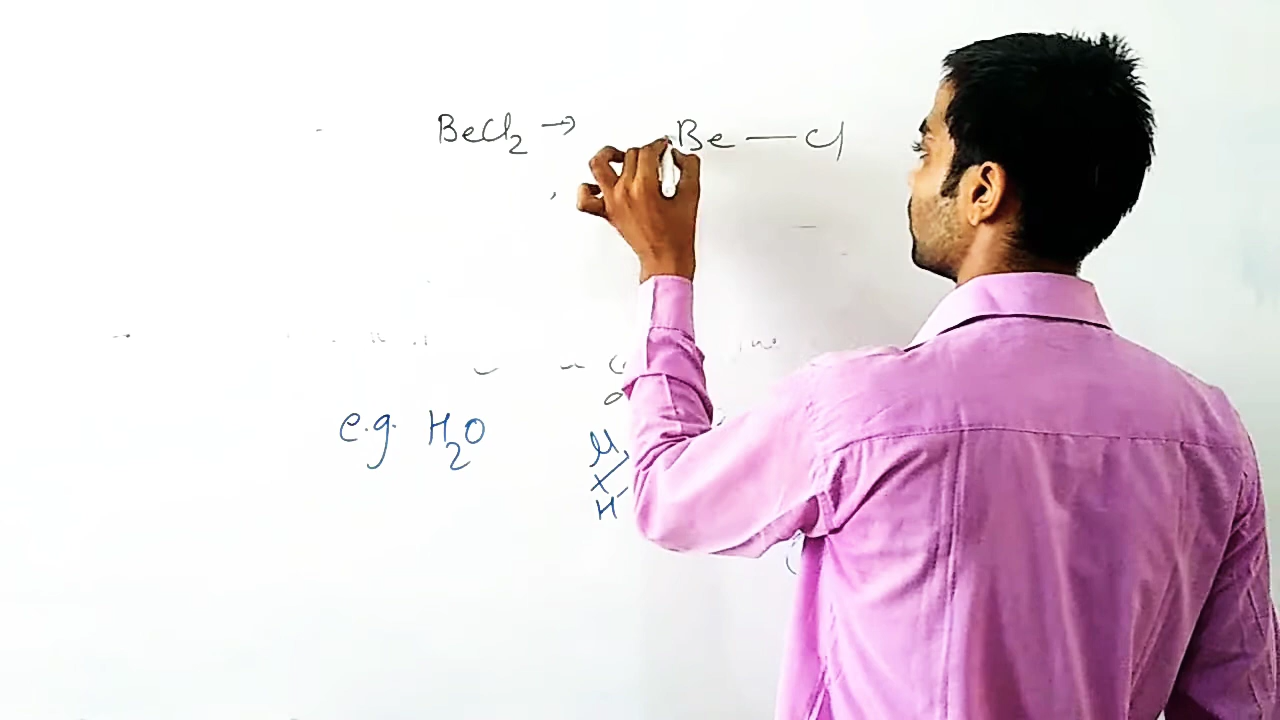 BeCl2 → Be — Cl
e.g. H2O